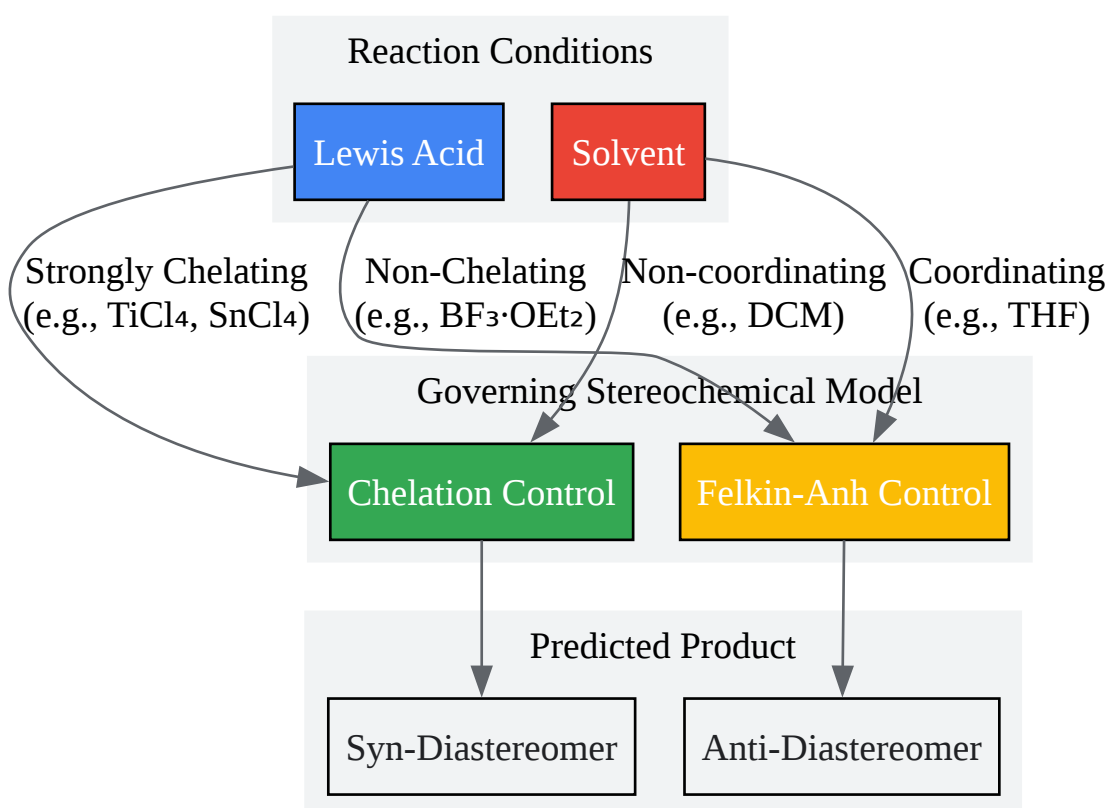 Reaction Conditions
Lewis Acid
Solvent
Strongly Chelating
(e.g., TiCl₄, SnCl₄)
Non-Chelating
(e.g., BF₃·OEt₂)
Non-coordinating
(e.g., DCM)
Coordinating
(e.g., THF)
Governing Stereochemical Model
Chelation Control
Felkin-Anh Control
Predicted Product
Syn-Diastereomer
Anti-Diastereomer